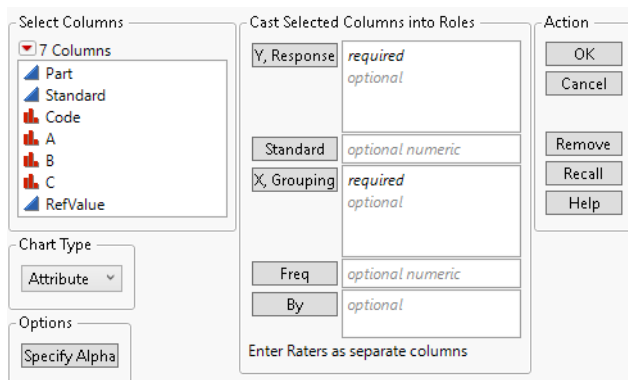 Select Columns
7 Columns
Part
Standard
Code
A
B
C
RefValue
Chart Type
Attribute
Options
Specify Alpha
Cast Selected Columns into Roles
Y, Response
required
optional
Standard
optional numeric
X, Grouping
required
optional
Freq
optional numeric
By
optional
Enter Raters as separate columns
Action
OK
Cancel
Remove
Recall
Help